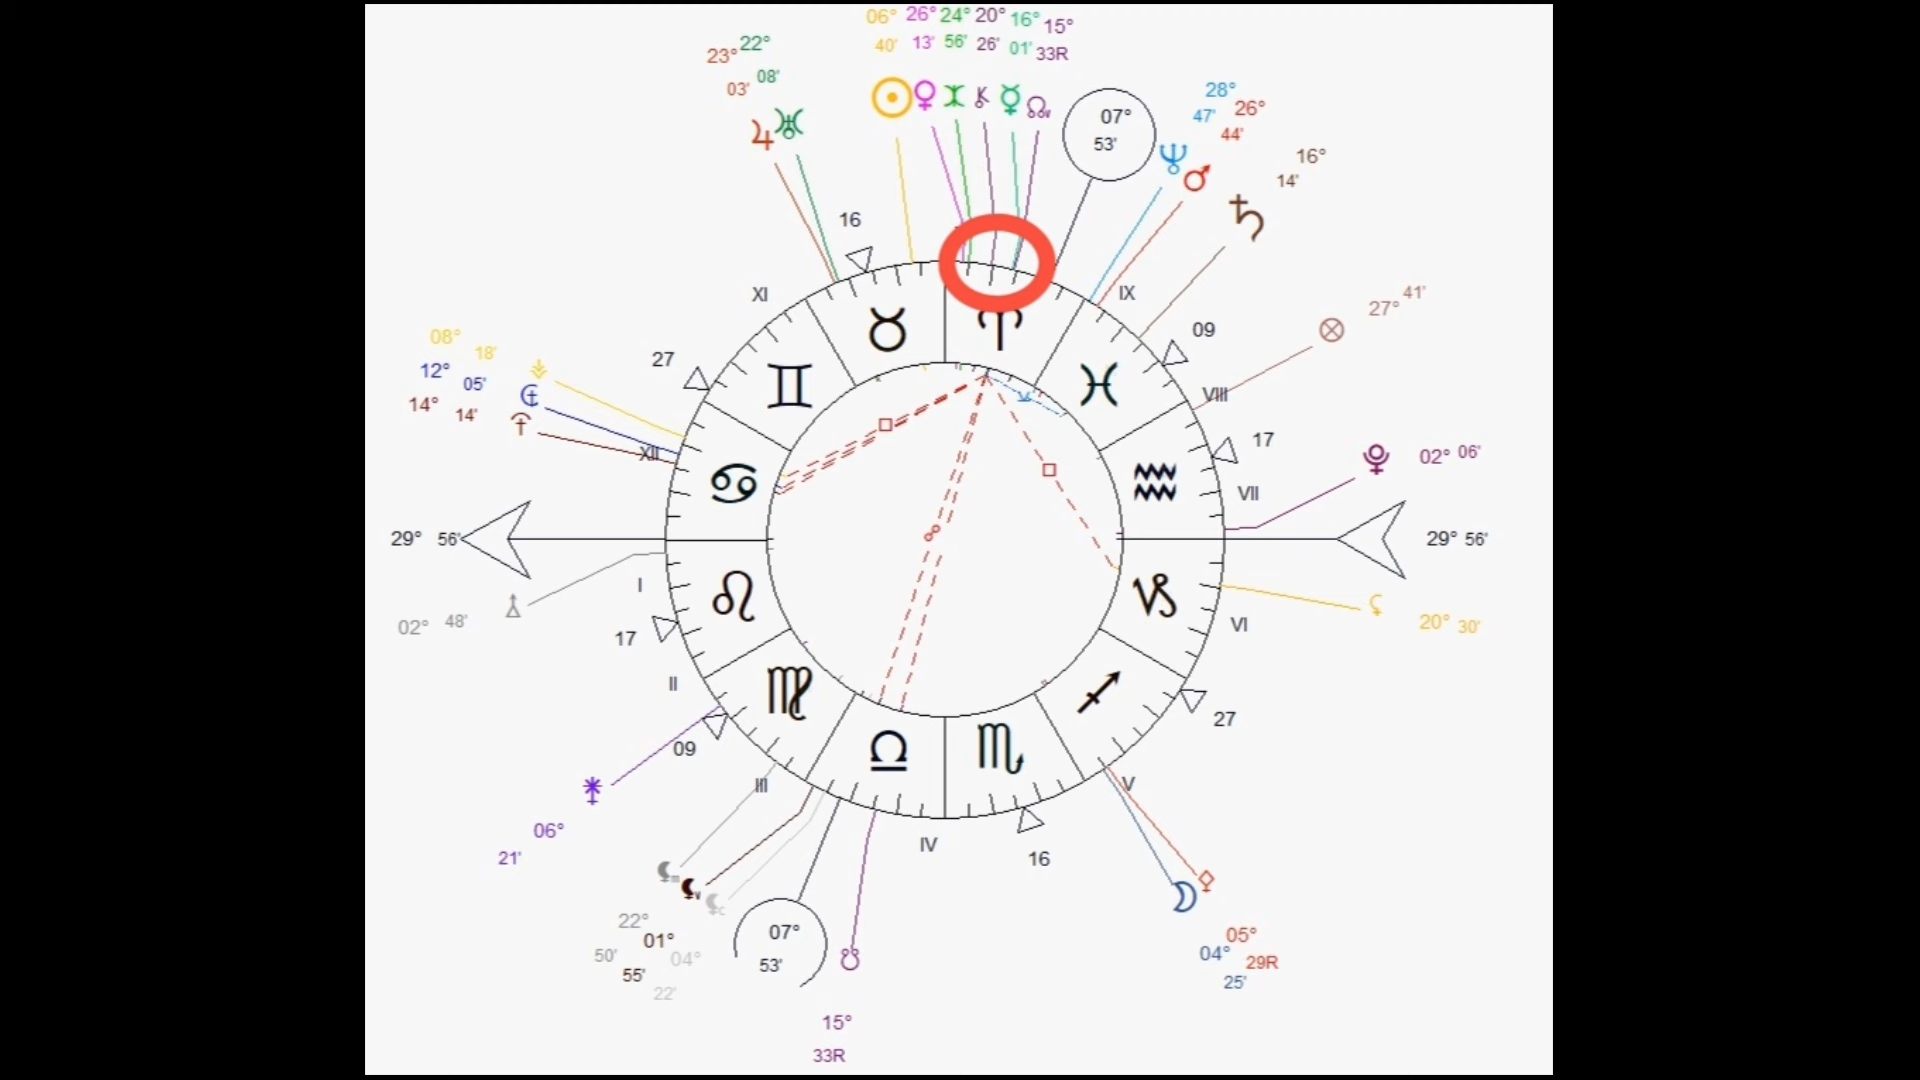 06° 26° 24° 20° 16° 15°
40' 13' 56' 26' 01' 33R
23° 22°
03' 08'
07°
53'
28° 26°
47' 44'
16°
14'
16
XI
IX
27° 41'
09
VIII
27
08° 18'
12° 05'
14° 14'
XII
17
VII
02° 06'
29° 56'
29° 56'
I
02° 48'
17
VI
20° 30'
II
09
27
06°
21'
III
V
IV
16
22°
50'
01°
55'
04°
22'
07°
53'
05°
04° 29R
25'
15°
33R